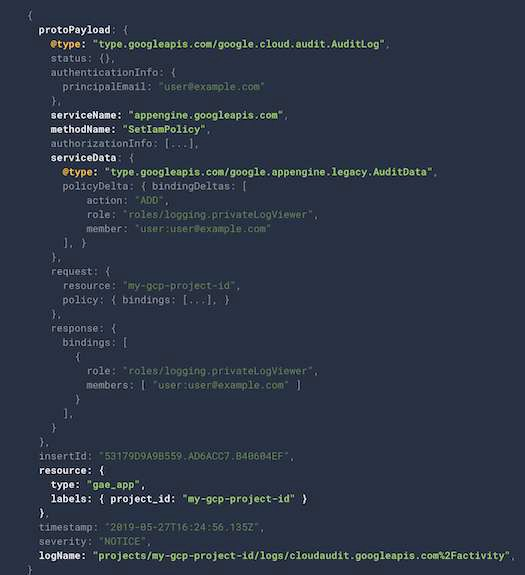 {
protoPayload: {
@type: "type.googleapis.com/google.cloud.audit.AuditLog",
status: {},
authenticationInfo: {
principalEmail: "user@example.com"
},
serviceName: "appengine.googleapis.com",
methodName: "SetIamPolicy",
authorizationInfo: [...],
serviceData: {
@type: "type.googleapis.com/google.appengine.legacy.AuditData",
policyDelta: { bindingDeltas: [
action: "ADD",
role: "roles/logging.privateLogViewer",
member: "user:user@example.com"
], }
},
request: {
resource: "my-gcp-project-id",
policy: { bindings: [...], }
},
response: {
bindings: [
{
role: "roles/logging.privateLogViewer",
members: [ "user:user@example.com" ]
}
],
}
},
insertId: "53179D9A9B559.AD6ACC7.B40604EF",
resource: {
type: "gae_app",
labels: { project_id: "my-gcp-project-id" }
},
timestamp: "2019-05-27T16:24:56.135Z",
severity: "NOTICE",
logName: "projects/my-gcp-project-id/logs/cloudaudit.googleapis.com%2Factivity",
}